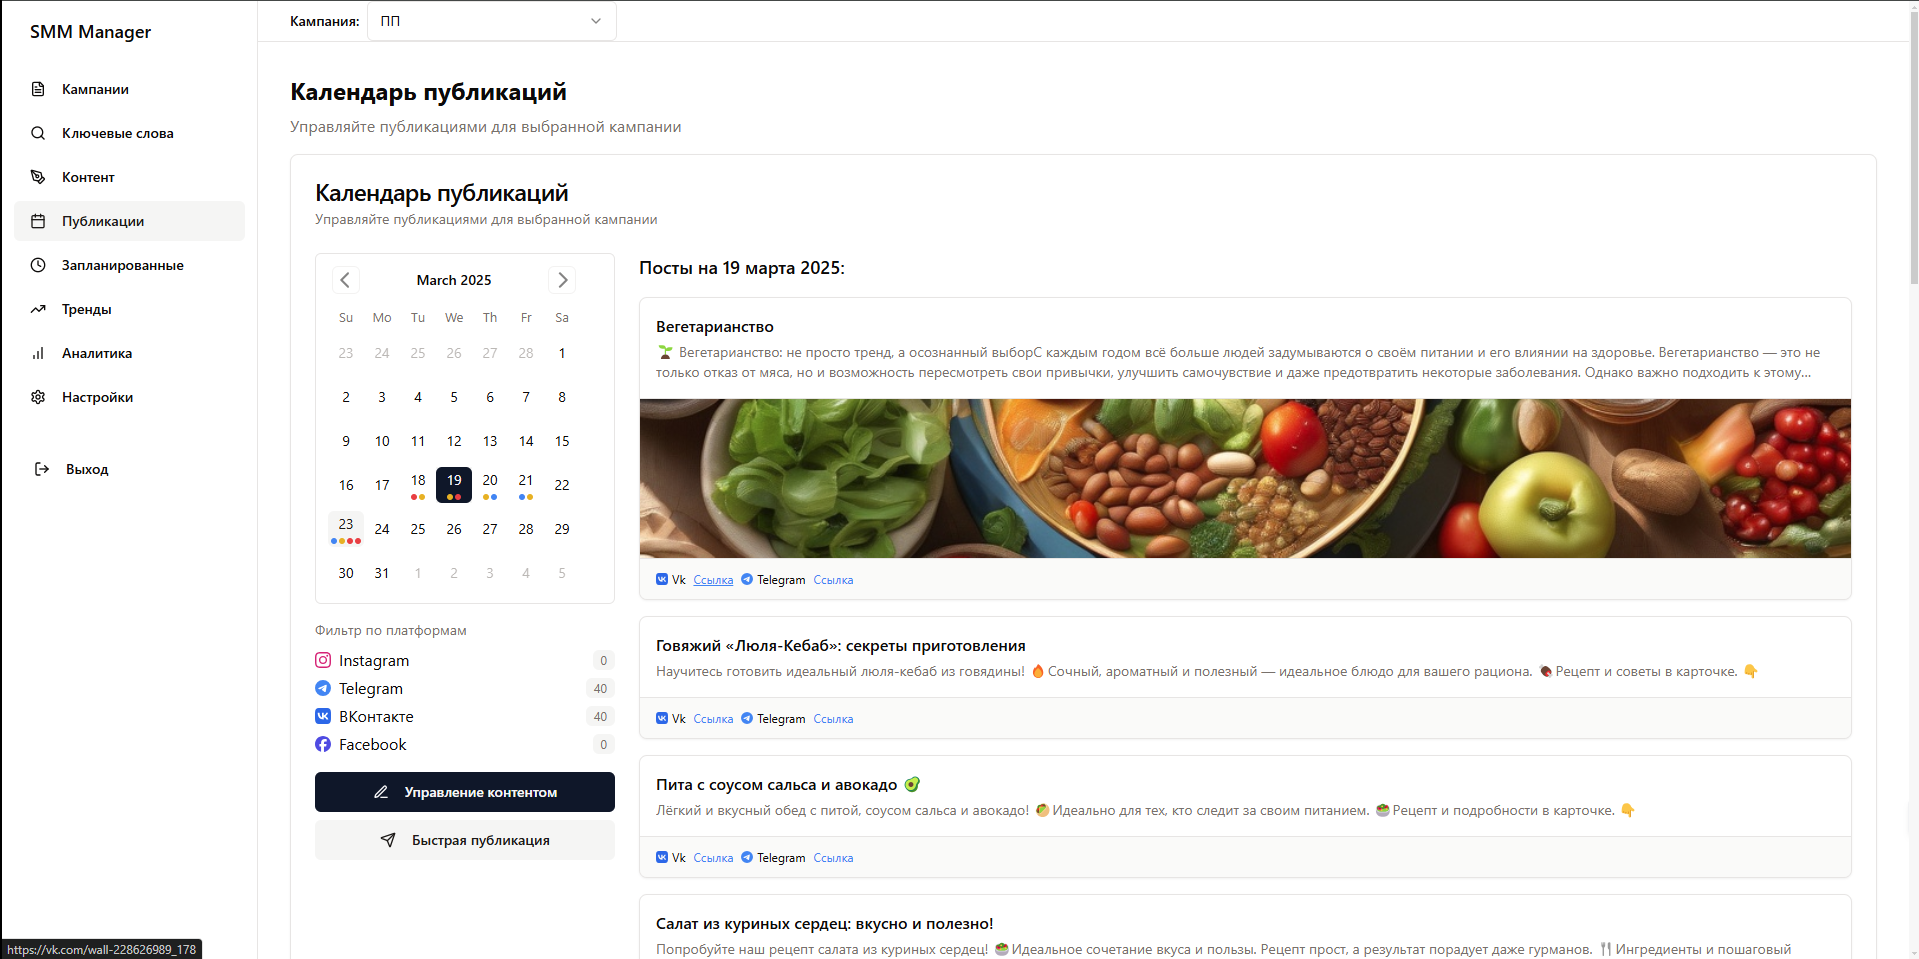 SMM Manager
Кампании
Ключевые слова
Контент
Публикации
Запланированные
Тренды
Аналитика
Настройки
Выход
Кампания: ПП
Календарь публикаций
Управляйте публикациями для выбранной кампании
Календарь публикаций
Управляйте публикациями для выбранной кампании
March 2025
Su Mo Tu We Th Fr Sa
23 24 25 26 27 28 1
2 3 4 5 6 7 8
9 10 11 12 13 14 15
16 17 18 19 20 21 22
23 24 25 26 27 28 29
30 31 1 2 3 4 5
Фильтр по платформам
Instagram 0
Telegram 40
ВКонтакте 40
Facebook 0
Управление контентом
Быстрая публикация
Посты на 19 марта 2025:
Вегетарианство
🌱 Вегетарианство: не просто тренд, а осознанный выборС каждым годом всё больше людей задумываются о своём питании и его влиянии на здоровье. Вегетарианство — это не
только отказ от мяса, но и возможность пересмотреть свои привычки, улучшить самочувствие и даже предотвратить некоторые заболевания. Однако важно подходить к этому...
Vk Ссылка Telegram Ссылка
Говяжий «Люля-Кебаб»: секреты приготовления
Научитесь готовить идеальный люля-кебаб из говядины! 🔥 Сочный, ароматный и полезный — идеальное блюдо для вашего рациона. 🍖 Рецепт и советы в карточке. 👇
Vk Ссылка Telegram Ссылка
Пита с соусом сальса и авокадо 🥑
Лёгкий и вкусный обед с питой, соусом сальса и авокадо! 🌮 Идеально для тех, кто следит за своим питанием. 🥗 Рецепт и подробности в карточке. 👇
Vk Ссылка Telegram Ссылка
Салат из куриных сердец: вкусно и полезно!
Попробуйте наш рецепт салата из куриных сердец! 🥗 Идеальное сочетание вкуса и пользы. Рецепт прост, а результат порадует даже гурманов. 🍴 Ингредиенты и пошаговый
https://vk.com/wall-228626989_178